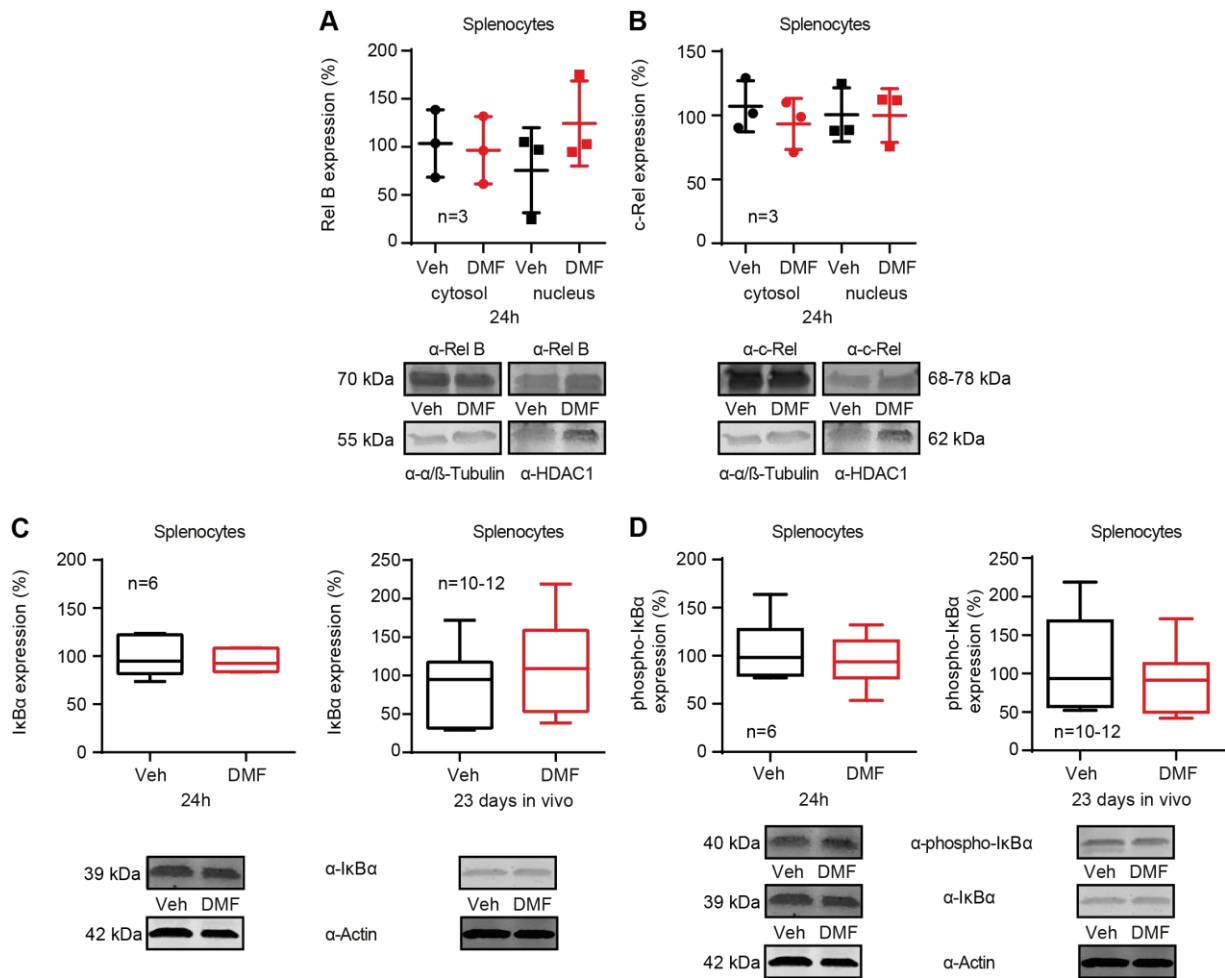 A
Splenocytes
Rel B expression (%)
200
150
100
50
0
n=3
Veh DMF Veh DMF
cytosol nucleus
24h
α-Rel B α-Rel B
70 kDa
Veh DMF Veh DMF
55 kDa
α-α/ß-Tubulin α-HDAC1
B
Splenocytes
c-Rel expression (%)
150
100
50
0
n=3
Veh DMF Veh DMF
cytosol nucleus
24h
α-c-Rel α-c-Rel
68-78 kDa
Veh DMF Veh DMF
62 kDa
α-α/ß-Tubulin α-HDAC1
C
Splenocytes
IκBα expression (%)
200
150
100
50
0
n=6
Veh DMF
24h
Splenocytes
IκBα expression (%)
250
200
150
100
50
0
n=10-12
Veh DMF
23 days in vivo
39 kDa α-IκBα
Veh DMF Veh DMF
42 kDa α-Actin
D
Splenocytes
phospho-IκBα
expression (%)
200
150
100
50
0
n=6
Veh DMF
24h
Splenocytes
phospho-IκBα
expression (%)
250
200
150
100
50
0
n=10-12
Veh DMF
23 days in vivo
40 kDa α-phospho-IκBα
Veh DMF Veh DMF
39 kDa α-IκBα
Veh DMF Veh DMF
42 kDa α-Actin